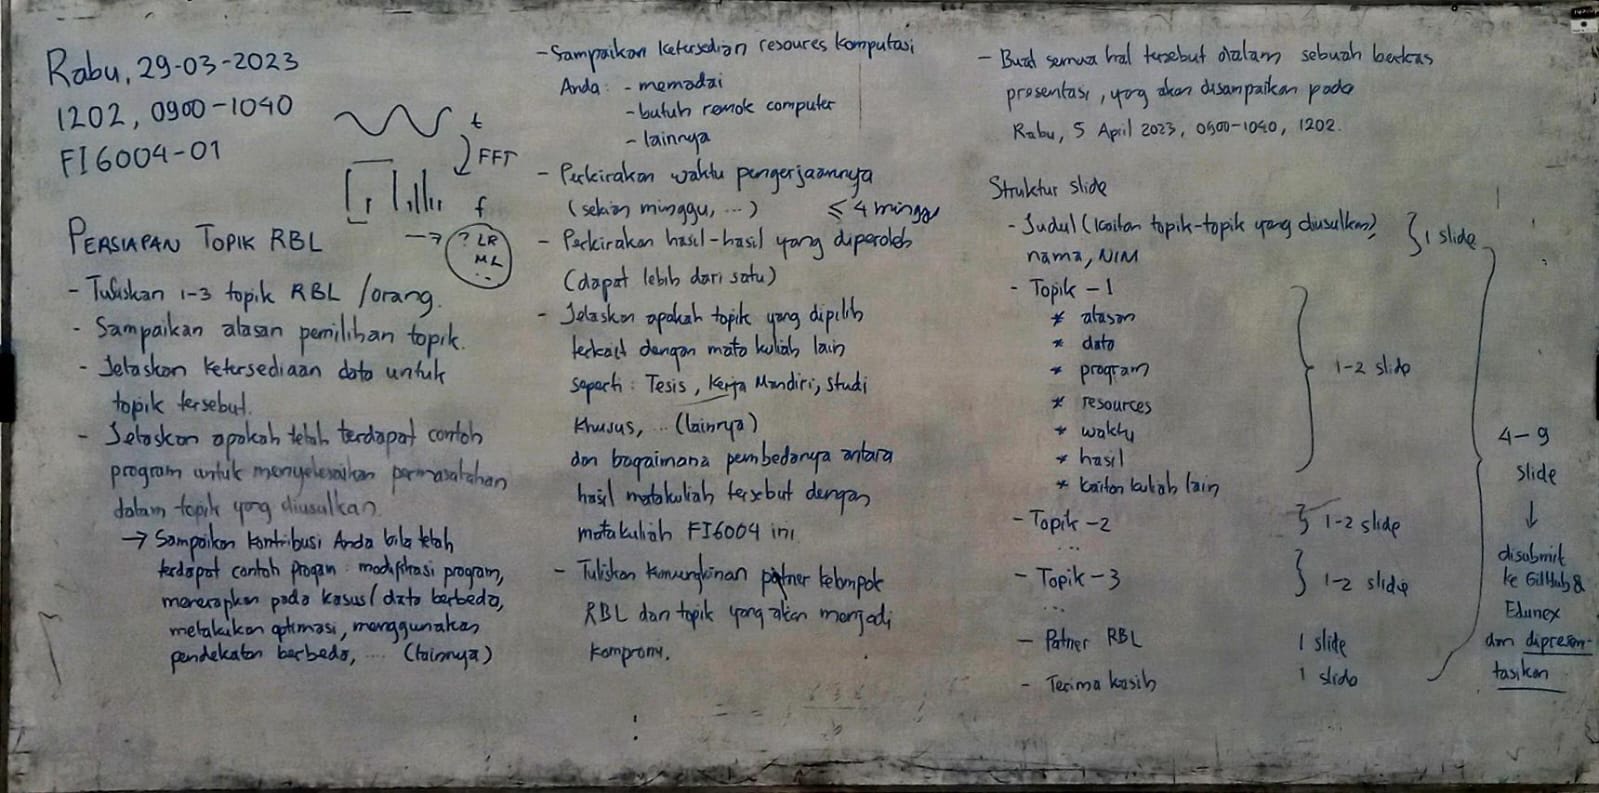 Rabu, 29-03-2023
1202, 0900-1040
FI6004-01
t
FFT
f
→ ? LR
ML
..
PERSIAPAN TOPIK RBL
- Tuliskan 1-3 topik RBL /orang.
- Sampaikan alasan pemilihan topik.
- Jelaskan ketersediaan data untuk
topik tersebut.
- Jelaskan apakah telah terdapat contoh
program untuk menyelesaikan permasalahan
dalam topik yang diusulkan.
→ Sampaikan kontribusi Anda bila telah
terdapat contoh progam: modifikasi program,
menerapkan pada kasus/data berbeda,
melakukan optimasi, menggunakan
pendekatan berbeda, ... (lainnya)
- Sampaikan ketersedian resoures komputasi
Anda: - memadai
- butuh remok computer
- lainnya
- Perkirakan waktu pengerjaannya
(sekian minggu, ...) ≤ 4 minggu
- Perkirakan hasil-hasil yang diperoleh
(dapat lebih dari satu)
- Jelaskan apakah topik yang dipilih
terkait dengan mata kuliah lain
seperti: Tesis, Kerja Mandiri, Studi
Khusus, ... (lainnya)
dan bagaimana pembedanya antara
hasil matakuliah tersebut dengan
matakuliah FI6004 ini
- Tuliskan kemungkinan patner kelompok
RBL dan topik yang akan menjadi
kompromi.
- Buat semua hal tersebut dalam sebuah berkas
presentasi, yang akan disampaikan pada
Rabu, 5 April 2023, 0900-1040, 1202.
Struktur slide
- Judul (kaitan topik-topik yang diusulkan), } 1 slide
nama, NIM
- Topik -1
* alasan
* data
* program
* resources
* waktu
* hasil
* kaitan kuliah lain
1-2 slide
- Topik -2 } 1-2 slide
...
- Topik -3 } 1-2 slide
...
- Patner RBL 1 slide
- Terima kasih 1 slide
4-9
slide
↓
disubmit
ke GitHub &
Edunex
dan dipresen-
tasikan